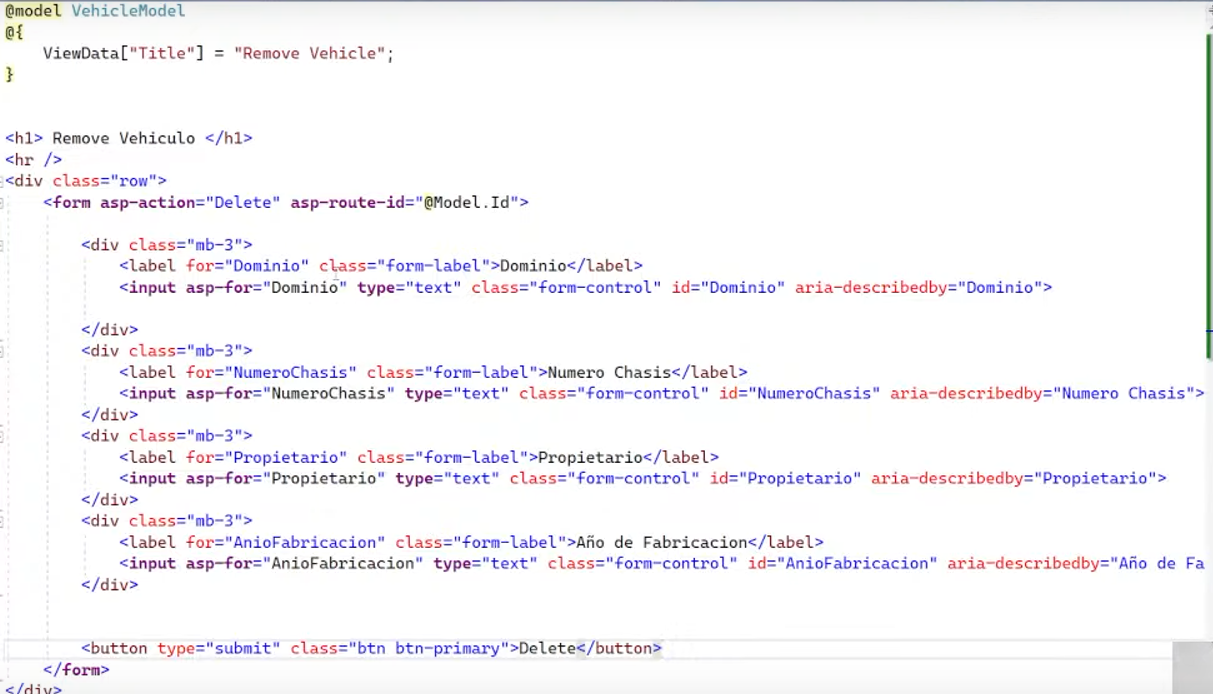 @model VehicleModel
@{
    ViewData["Title"] = "Remove Vehicle";
}
<h1> Remove Vehiculo </h1>
<hr />
<div class="row">
    <form asp-action="Delete" asp-route-id="@Model.Id">
        <div class="mb-3">
            <label for="Dominio" class="form-label">Dominio</label>
            <input asp-for="Dominio" type="text" class="form-control" id="Dominio" aria-describedby="Dominio">
        </div>
        <div class="mb-3">
            <label for="NumeroChasis" class="form-label">Numero Chasis</label>
            <input asp-for="NumeroChasis" type="text" class="form-control" id="NumeroChasis" aria-describedby="Numero Chasis">
        </div>
        <div class="mb-3">
            <label for="Propietario" class="form-label">Propietario</label>
            <input asp-for="Propietario" type="text" class="form-control" id="Propietario" aria-describedby="Propietario">
        </div>
        <div class="mb-3">
            <label for="AnioFabricacion" class="form-label">Año de Fabricacion</label>
            <input asp-for="AnioFabricacion" type="text" class="form-control" id="AnioFabricacion" aria-describedby="Año de Fa
        </div>
        <button type="submit" class="btn btn-primary">Delete</button>
    </form>
</div>